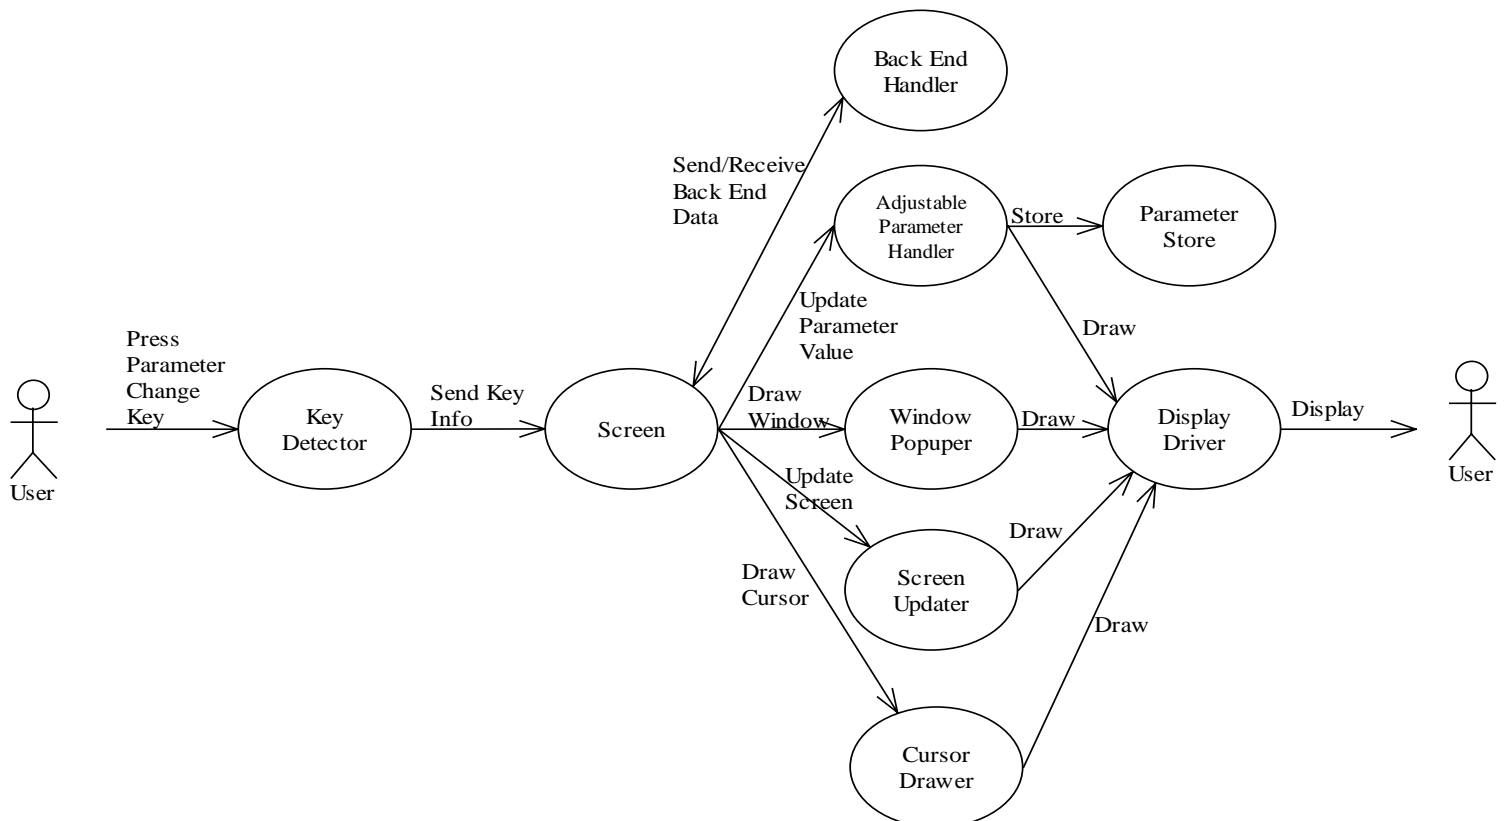 Back End
Handler
Send/Receive
Back End
Data
Adjustable
Parameter
Handler
Store
Parameter
Store
Update
Parameter
Value
Draw
Press
Parameter
Change
Key
User
Key
Detector
Send Key
Info
Screen
Draw
Window
Window
Popuper
Draw
Display
Driver
Display
User
Update
Screen
Screen
Updater
Draw
Draw
Cursor
Cursor
Drawer
Draw